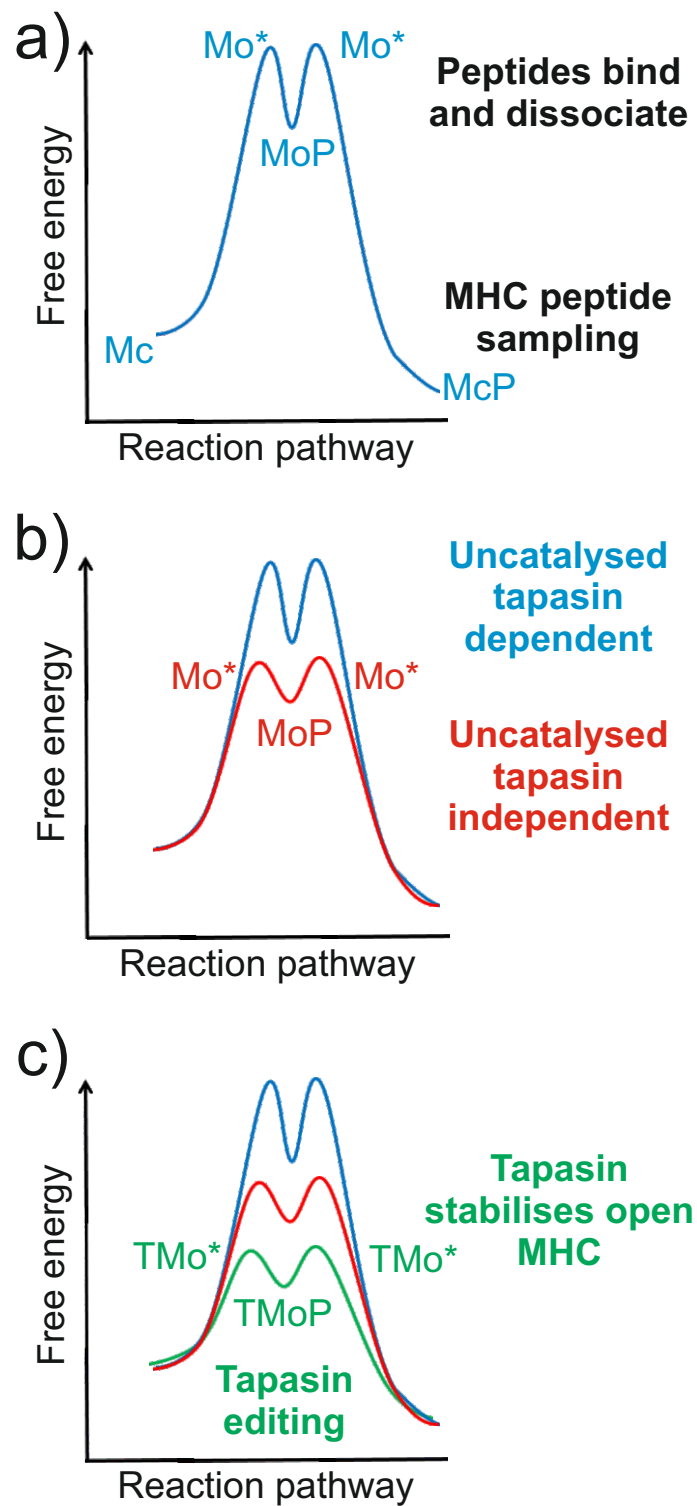 a)
Mo*
Mo*
Peptides bind
and dissociate
MoP
Free energy
MHC peptide
sampling
Mc
McP
Reaction pathway
b)
Uncatalysed
tapasin
dependent
Mo*
Mo*
MoP
Uncatalysed
tapasin
independent
Free energy
Reaction pathway
c)
Tapasin
stabilises open
MHC
TMo*
TMo*
TMoP
Free energy
Tapasin
editing
Reaction pathway